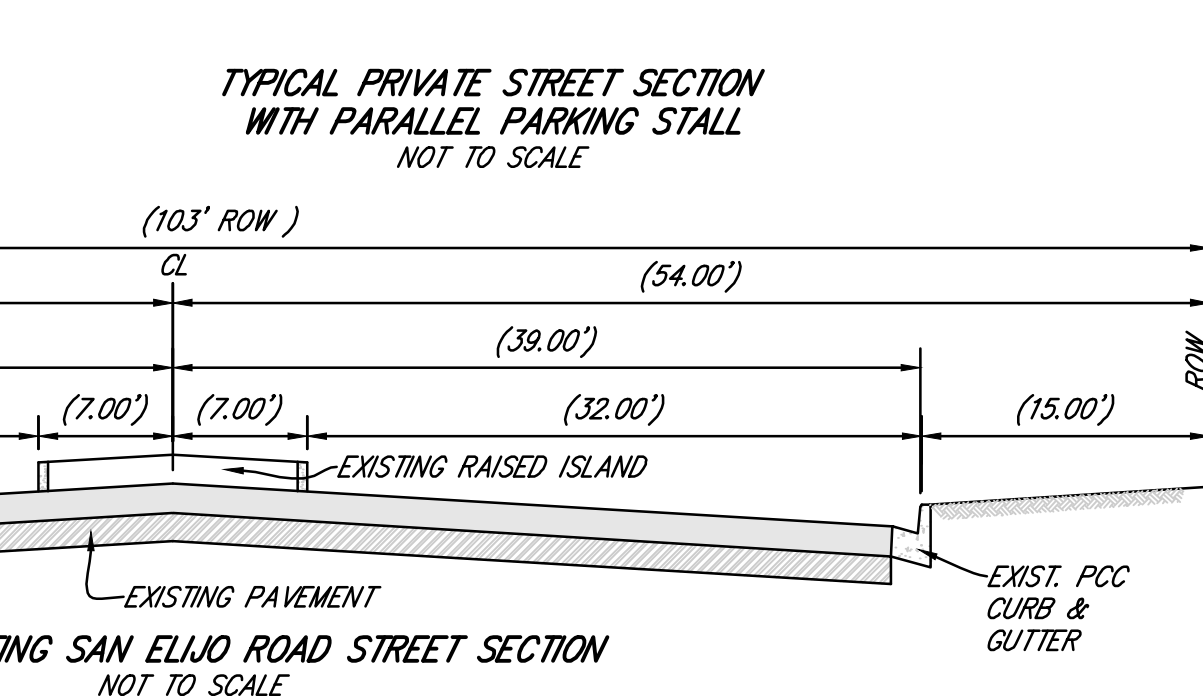 TYPICAL PRIVATE STREET SECTION
WITH PARALLEL PARKING STALL
NOT TO SCALE
(103' ROW )
CL
(54.00')
(39.00')
ROW
(7.00') (7.00') (32.00') (15.00')
EXISTING RAISED ISLAND
EXIST. PCC
CURB &
GUTTER
EXISTING PAVEMENT
TING SAN ELIJO ROAD STREET SECTION
NOT TO SCALE